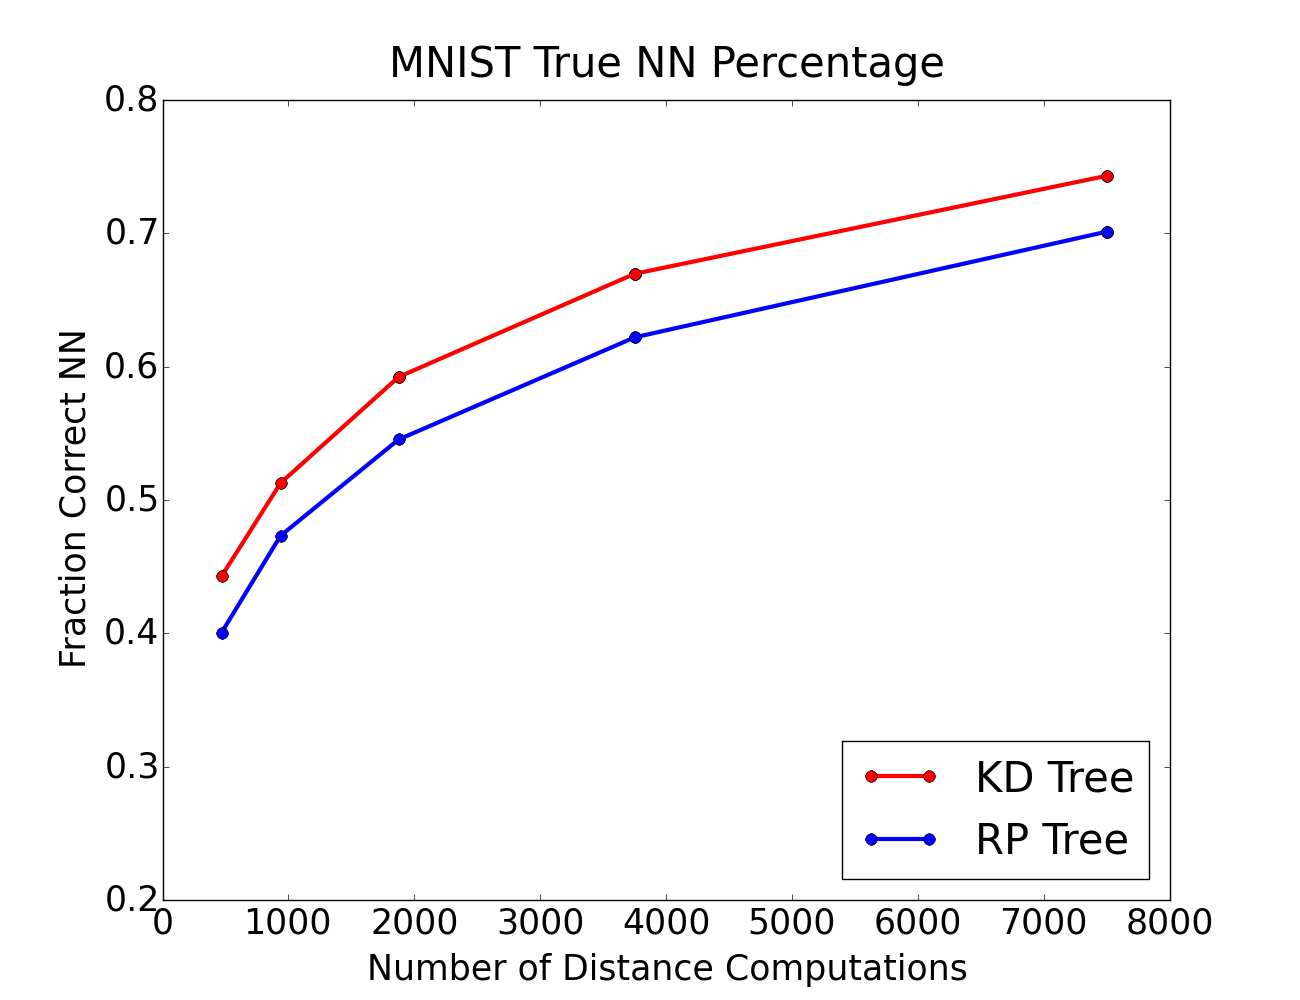 MNIST True NN Percentage
Fraction Correct NN
0.8
0.7
0.6
0.5
0.4
0.3
0.2
KD Tree
RP Tree
0 1000 2000 3000 4000 5000 6000 7000 8000
Number of Distance Computations